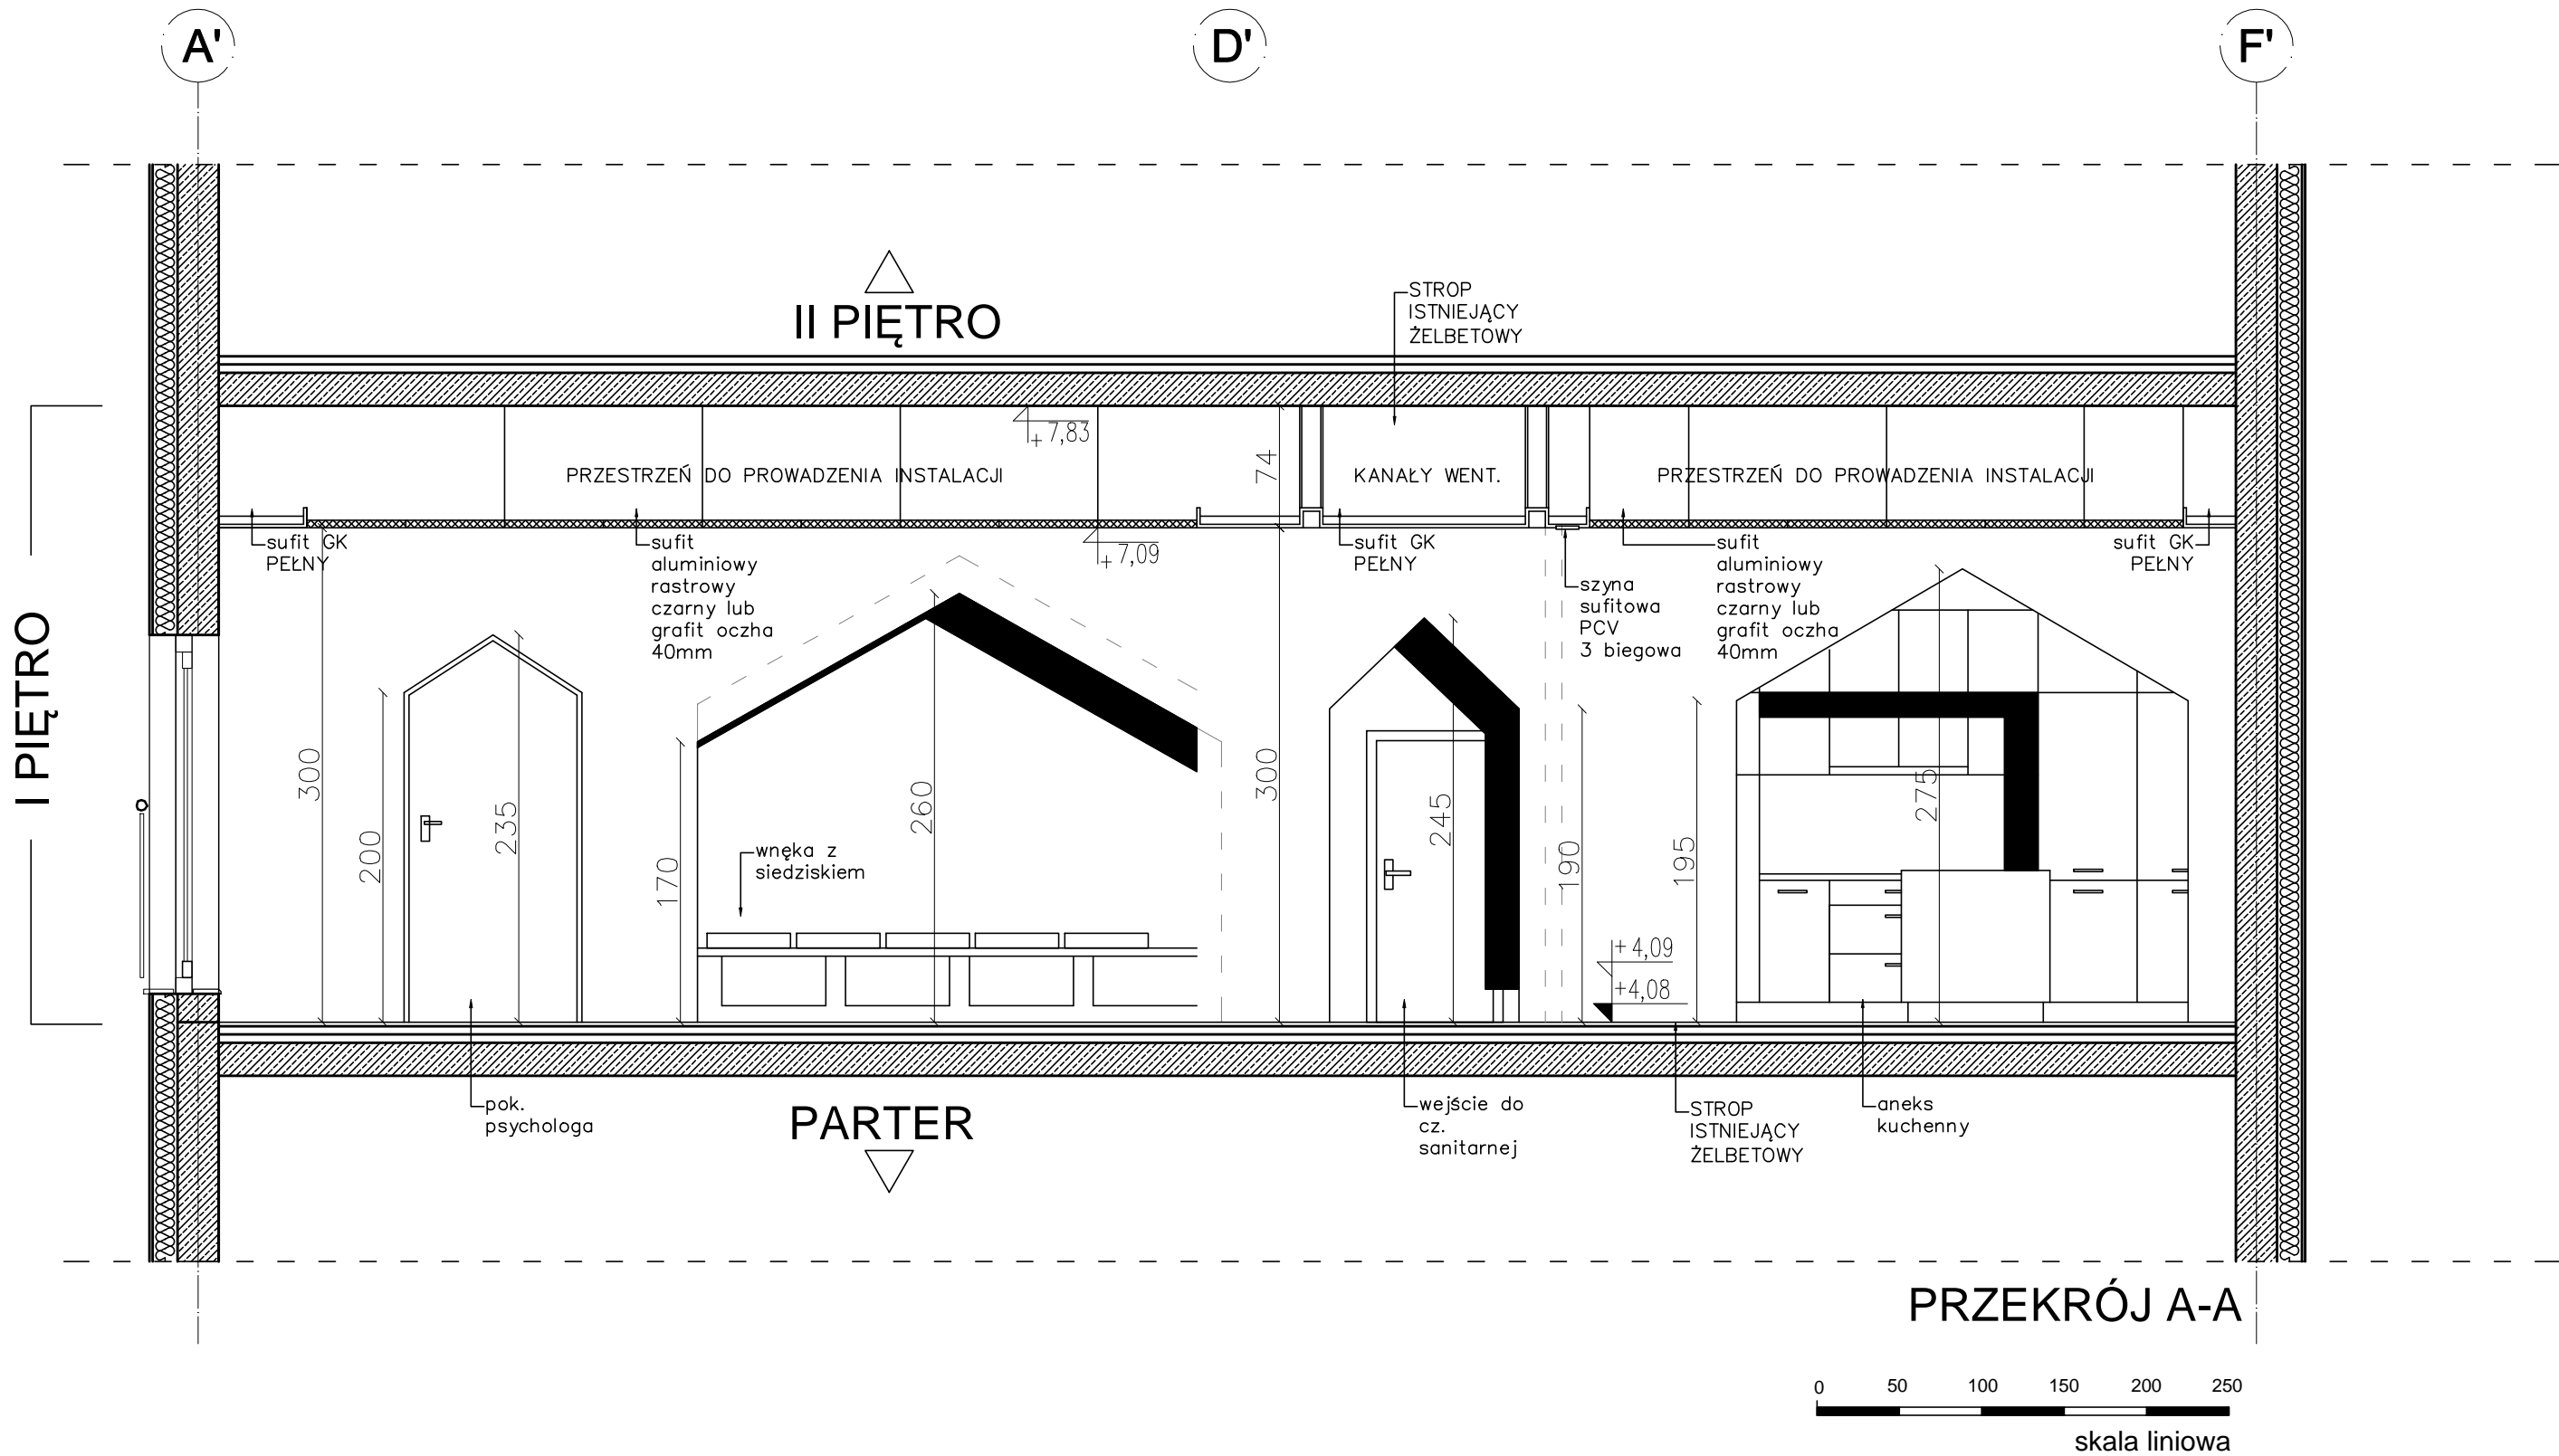 A'
D'
F'
II PIĘTRO
STROP
ISTNIEJĄCY
ŻELBETOWY
+ 7,83
74
PRZESTRZEŃ DO PROWADZENIA INSTALACJI
KANAŁY WENT.
PRZESTRZEŃ DO PROWADZENIA INSTALACJI
sufit GK
PEŁNY
sufit
aluminiowy
rastrowy
czarny lub
grafit oczha
40mm
+ 7,09
sufit GK
PEŁNY
szyna
sufitowa
PCV
3 biegowa
sufit
aluminiowy
rastrowy
czarny lub
grafit oczha
40mm
sufit GK
PEŁNY
I PIĘTRO
300
200
235
170
260
300
245
190
195
275
wnęka z
siedziskiem
+ 4,09
+4,08
pok.
psychologa
PARTER
wejście do
cz.
sanitarnej
STROP
ISTNIEJĄCY
ŻELBETOWY
aneks
kuchenny
PRZEKRÓJ A-A
0 50 100 150 200 250
skala liniowa